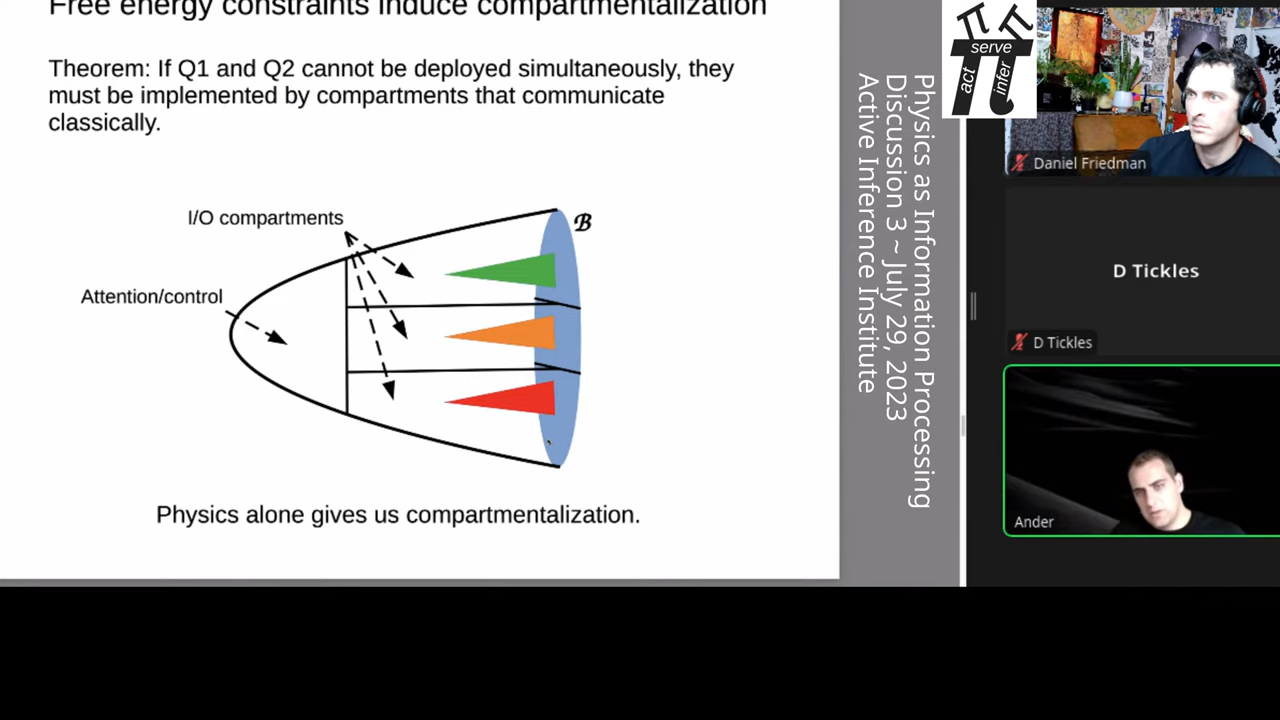 Free energy constraints induce compartmentalization
Theorem: If Q1 and Q2 cannot be deployed simultaneously, they
must be implemented by compartments that communicate
classically.
I/O compartments
ℬ
Attention/control
Physics alone gives us compartmentalization.
Physics as Information Processing
Discussion 3 ~ July 29, 2023
Active Inference Institute
act
serve
infer
Daniel Friedman
D Tickles
D Tickles
Ander